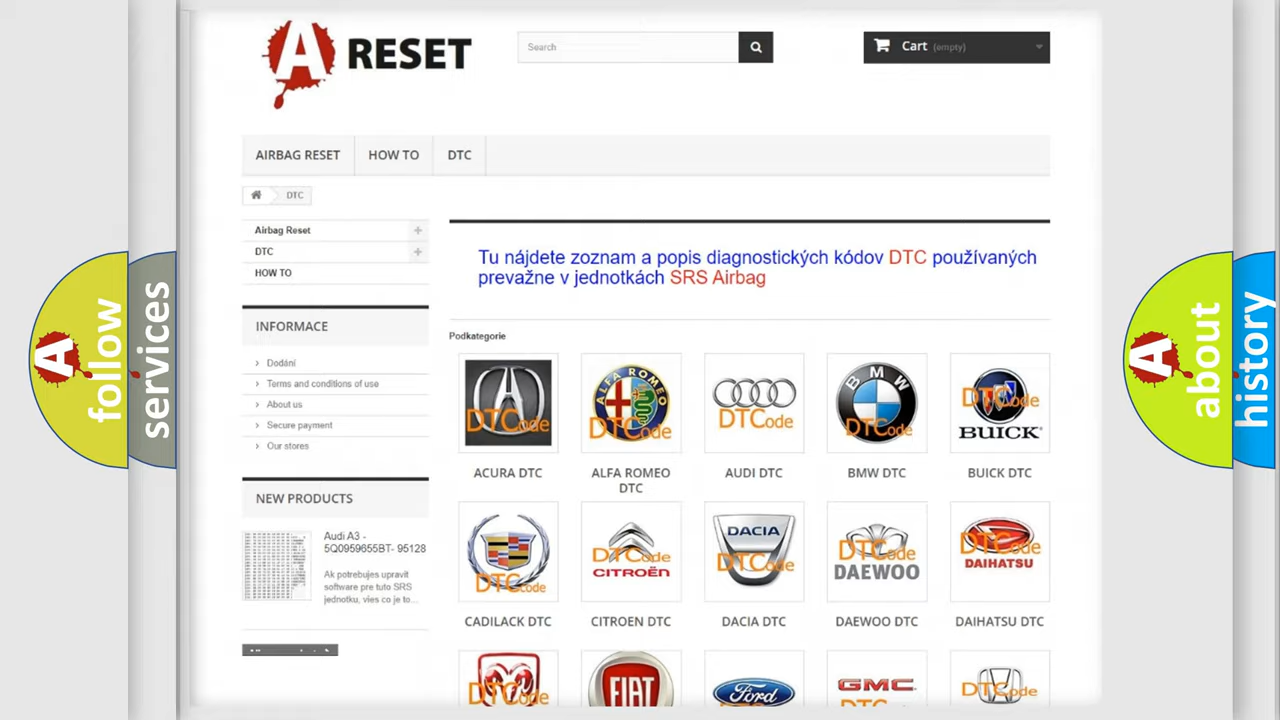 A RESET
Search
Cart (empty)
AIRBAG RESET
HOW TO
DTC
DTC
Airbag Reset
DTC
HOW TO
INFORMACE
Dodání
Terms and conditions of use
About us
Secure payment
Our stores
NEW PRODUCTS
Audi A3 -
5Q0959655BT- 95128
Ak potrebujes upravit
software pre tuto SRS
jednotku, vies co je to...
Tu nájdete zoznam a popis diagnostických kódov DTC používaných
prevažne v jednotkách SRS Airbag
Podkategorie
DTCode
ALFA ROMEO
DTCode
DTCode
BMW
DTCode
DTCode
BUICK
ACURA DTC
ALFA ROMEO
DTC
AUDI DTC
BMW DTC
BUICK DTC
DTCode
DTCode
CITROËN
DACIA
DTCode
DTCode
DAEWOO
DTCode
DAIHATSU
CADILACK DTC
CITROEN DTC
DACIA DTC
DAEWOO DTC
DAIHATSU DTC
DTCode
FIAT
Ford
DTCode
GMC
DTCode
A follow
services
A about
history